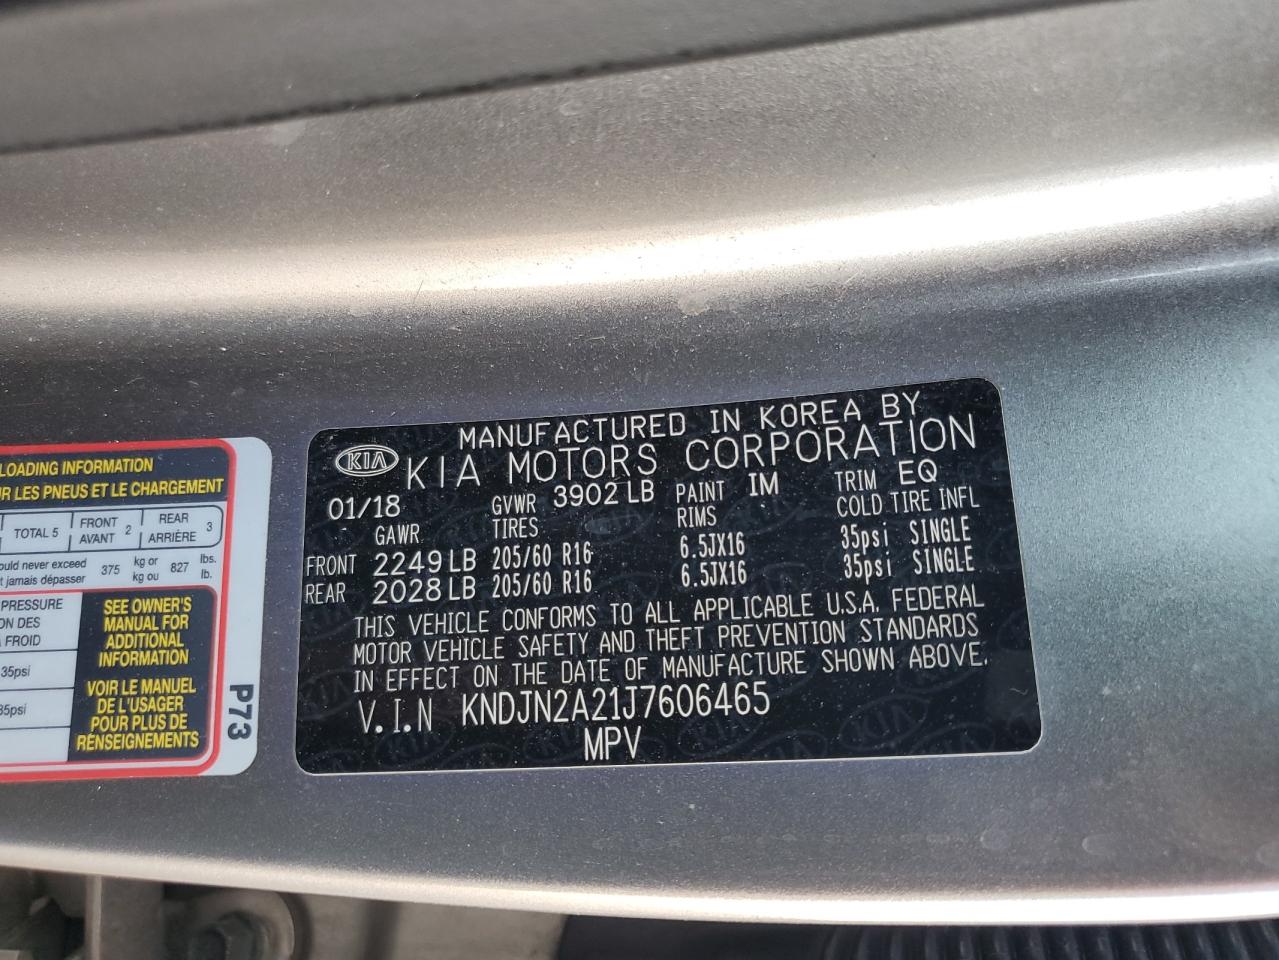 LOADING INFORMATION
R LES PNEUS ET LE CHARGEMENT
TOTAL 5 FRONT AVANT 2 REAR ARRIÈRE 3
ould never exceed
t jamais dépasser 375 kg or kg ou 827 lbs. lb.
PRESSURE
ON DES
FROID
35psi
35psi
SEE OWNER'S
MANUAL FOR
ADDITIONAL
INFORMATION
VOIR LE MANUEL
DE L'USAGER
POUR PLUS DE
RENSEIGNEMENTS
P73
MANUFACTURED IN KOREA BY
KIA KIA MOTORS CORPORATION
01/18 GVWR 3902 LB PAINT IM TRIM EQ
GAWR TIRES RIMS COLD TIRE INFL
FRONT 2249 LB 205/60 R16 6.5JX16 35psi SINGLE
REAR 2028 LB 205/60 R16 6.5JX16 35psi SINGLE
THIS VEHICLE CONFORMS TO ALL APPLICABLE U.S.A. FEDERAL
MOTOR VEHICLE SAFETY AND THEFT PREVENTION STANDARDS
IN EFFECT ON THE DATE OF MANUFACTURE SHOWN ABOVE.
V.I.N KNDJN2A21J7606465
MPV